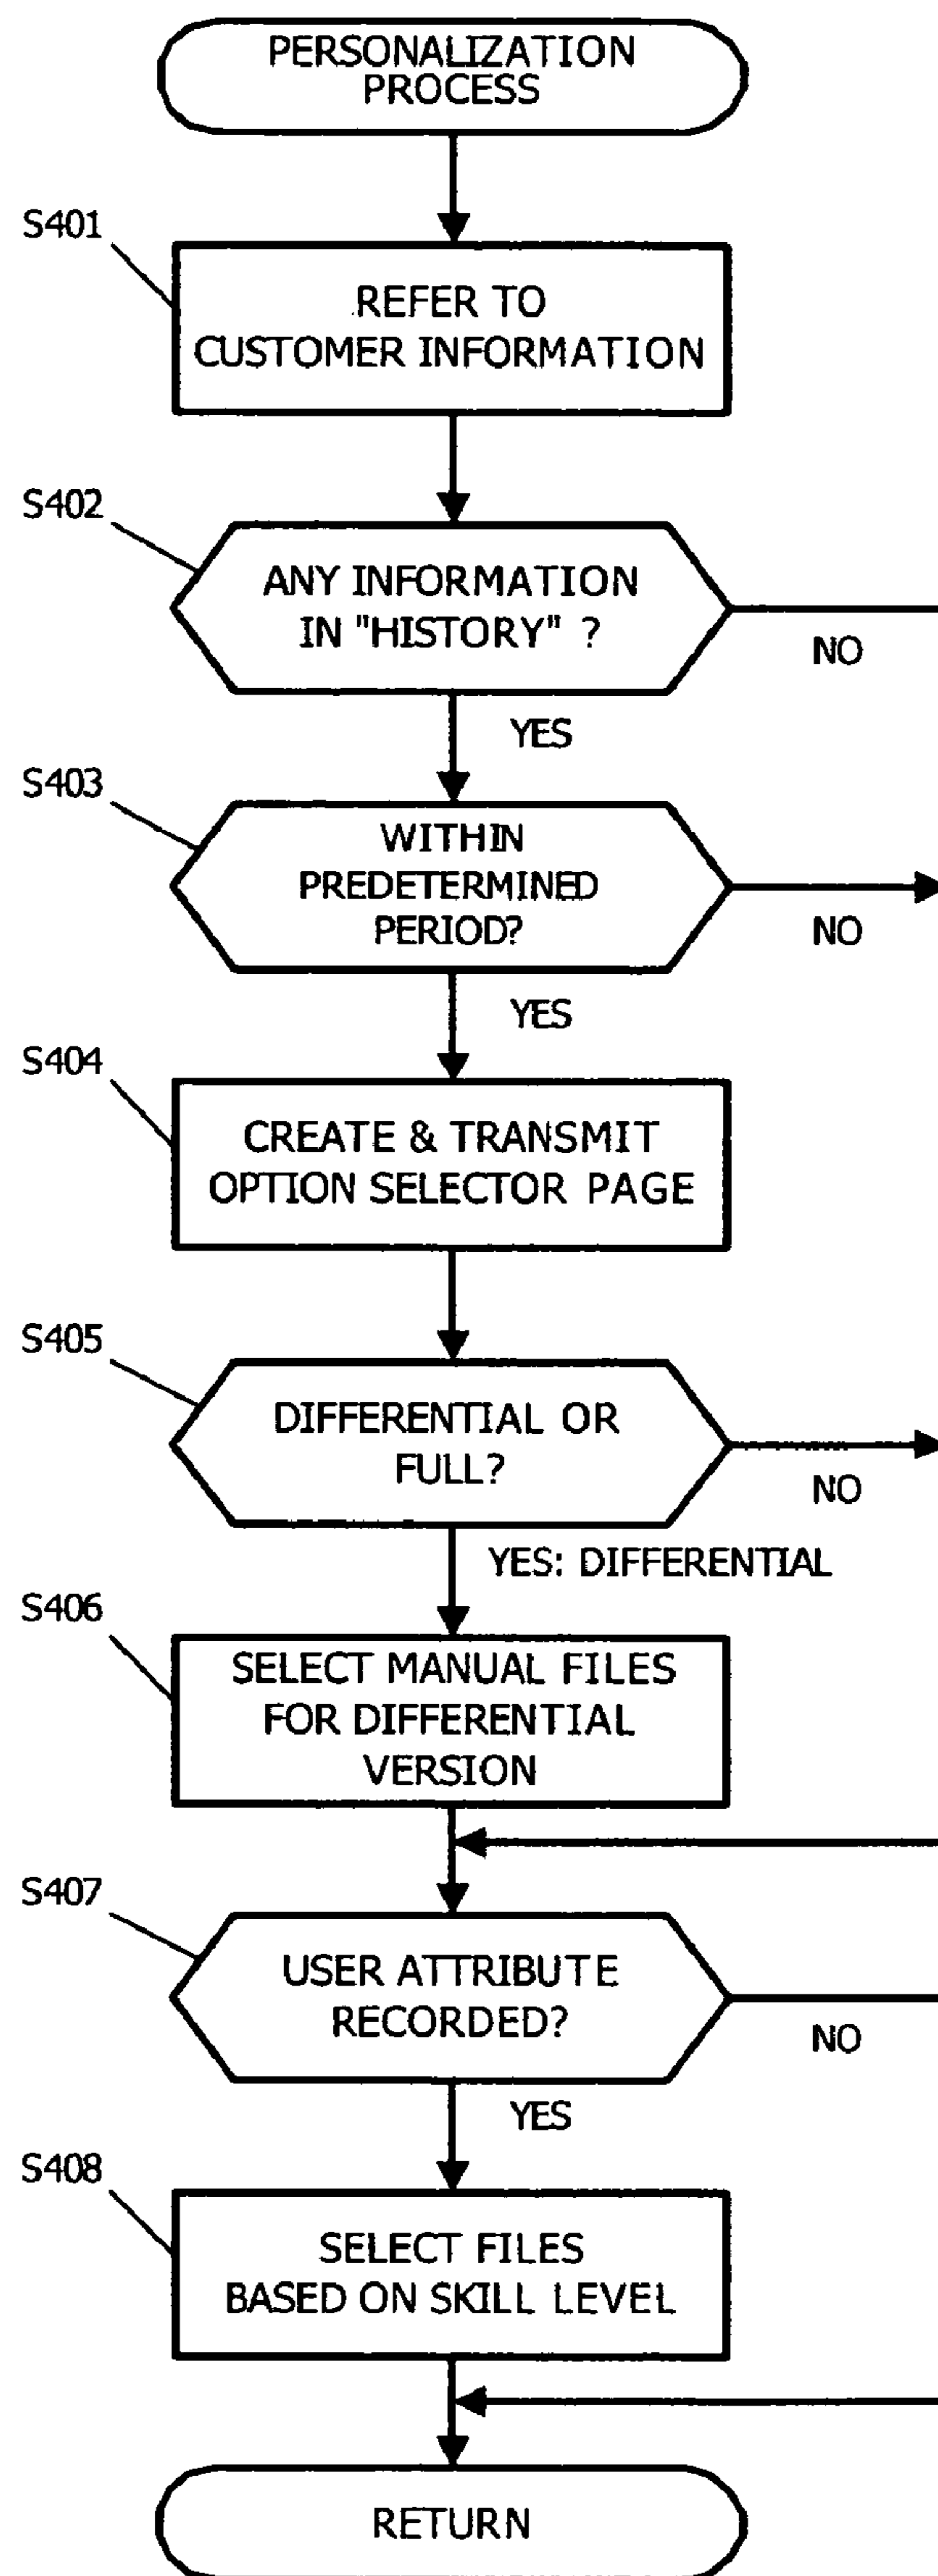 PERSONALIZATION
PROCESS
S401
REFER TO
CUSTOMER INFORMATION
S402
ANY INFORMATION
IN "HISTORY" ?
NO
YES
S403
WITHIN
PREDETERMINED
PERIOD?
NO
YES
S404
CREATE & TRANSMIT
OPTION SELECTOR PAGE
S405
DIFFERENTIAL OR
FULL?
NO
YES: DIFFERENTIAL
S406
SELECT MANUAL FILES
FOR DIFFERENTIAL
VERSION
S407
USER ATTRIBUTE
RECORDED?
NO
YES
S408
SELECT FILES
BASED ON SKILL LEVEL
RETURN